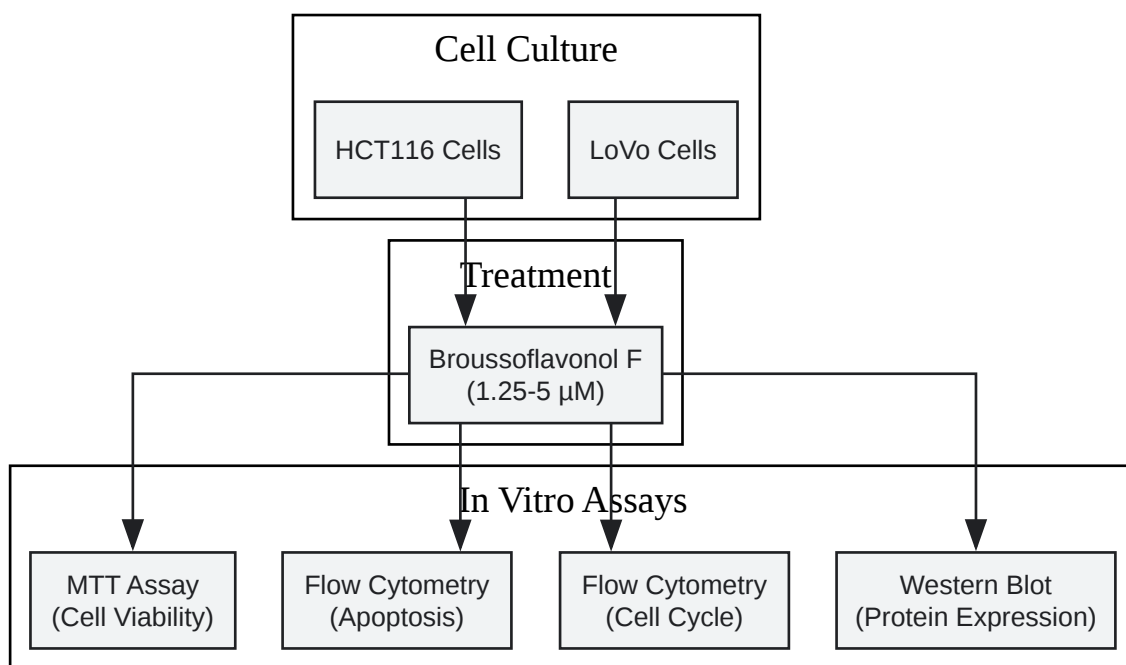 Cell Culture
HCT116 Cells
LoVo Cells
Treatment
Broussoflavonol F
(1.25-5 µM)
In Vitro Assays
MTT Assay
(Cell Viability)
Flow Cytometry
(Apoptosis)
Flow Cytometry
(Cell Cycle)
Western Blot
(Protein Expression)